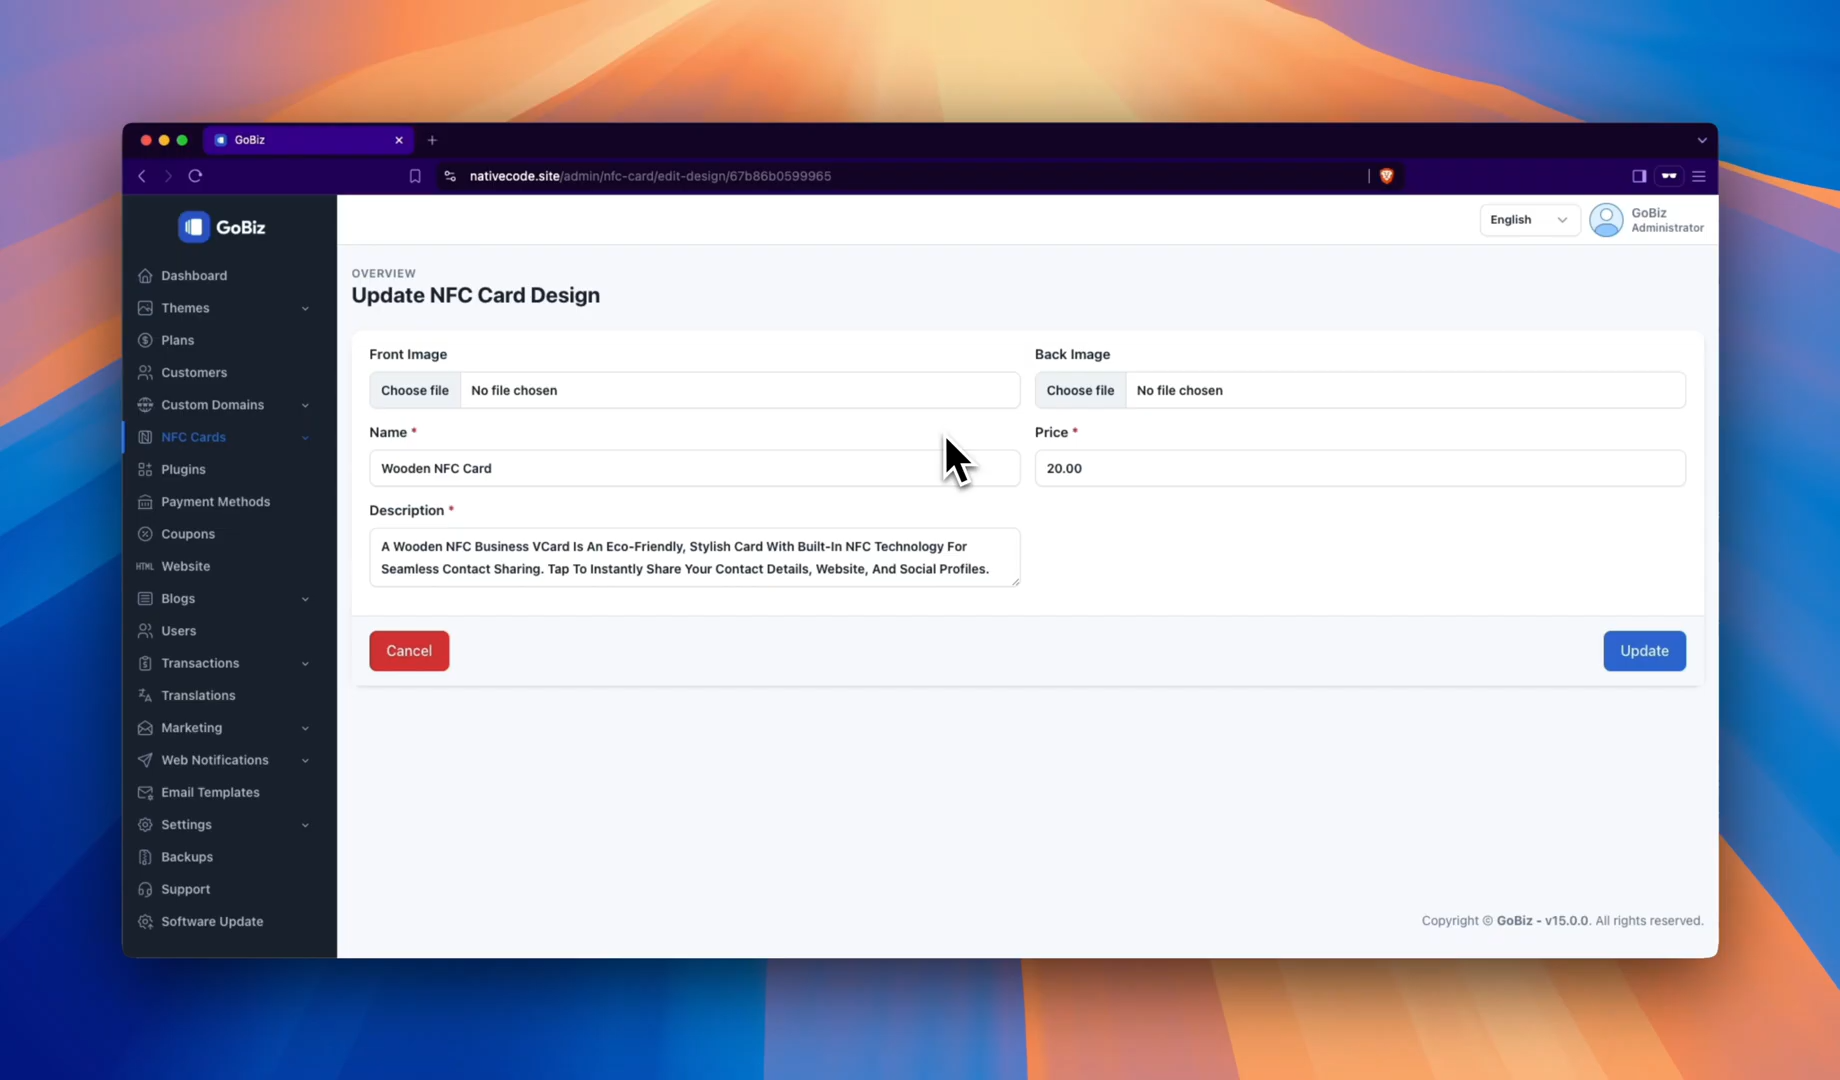 GoBiz
nativecode.site/admin/nfc-card/edit-design/67b86b0599965
GoBiz
English
GoBiz
Administrator
Dashboard
Themes
Plans
Customers
Custom Domains
NFC Cards
Plugins
Payment Methods
Coupons
HTML Website
Blogs
Users
Transactions
Translations
Marketing
Web Notifications
Email Templates
Settings
Backups
Support
Software Update
OVERVIEW
Update NFC Card Design
Front Image
Choose file No file chosen
Back Image
Choose file No file chosen
Name *
Wooden NFC Card
Price *
20.00
Description *
A Wooden NFC Business VCard Is An Eco-Friendly, Stylish Card With Built-In NFC Technology For
Seamless Contact Sharing. Tap To Instantly Share Your Contact Details, Website, And Social Profiles.
Cancel
Update
Copyright © GoBiz - v15.0.0. All rights reserved.